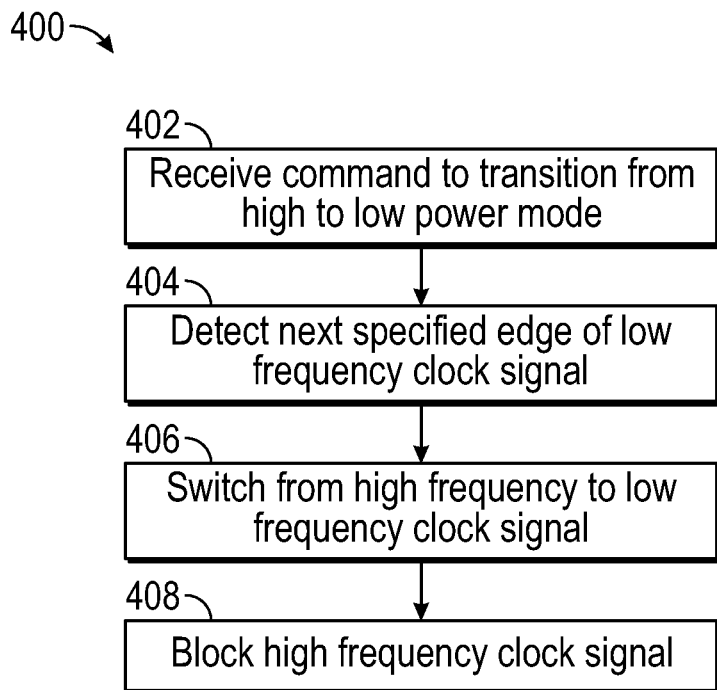 400
402
Receive command to transition from
high to low power mode
404
Detect next specified edge of low
frequency clock signal
406
Switch from high frequency to low
frequency clock signal
408
Block high frequency clock signal